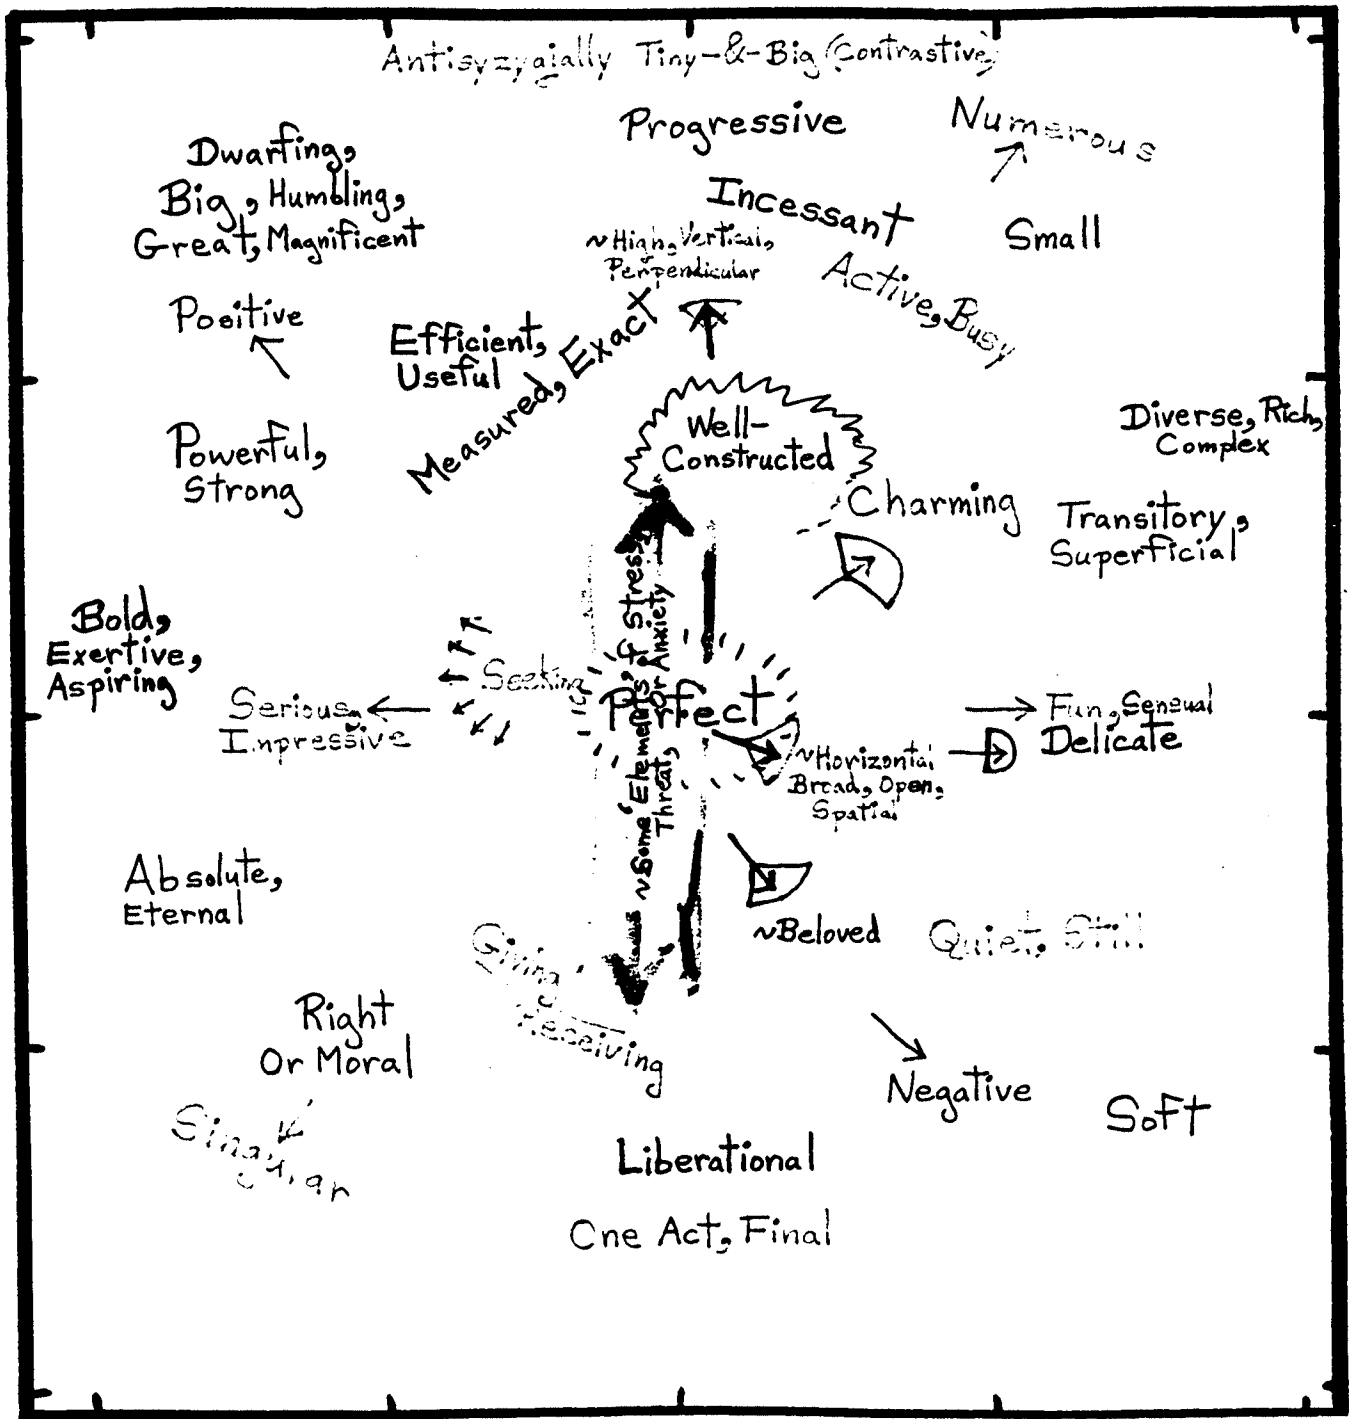 Antisyzygially Tiny-&-Big (Contrastive)
Progressive
Numerous
Dwarfing,
Big, Humbling,
Great, Magnificent
Incessant
Small
~High, Vertical,
Perpendicular
Active, Busy
Positive
Efficient,
Useful
Measured, Exact
Well-
Constructed
Diverse, Rich,
Complex
Powerful,
Strong
Charming
Transitory,
Superficial
Bold,
Exertive,
Aspiring
Seeking
Perfect
~Some Elements of Stress,
Threat, Or Anxiety
Serious,
Impressive
Fun, Sensual
Delicate
~Horizontal
Broad, Open,
Spatial
Absolute,
Eternal
~Beloved
Quiet, Still
Giving
Receiving
Right
Or Moral
Negative
Soft
Singular
Liberational
One Act, Final